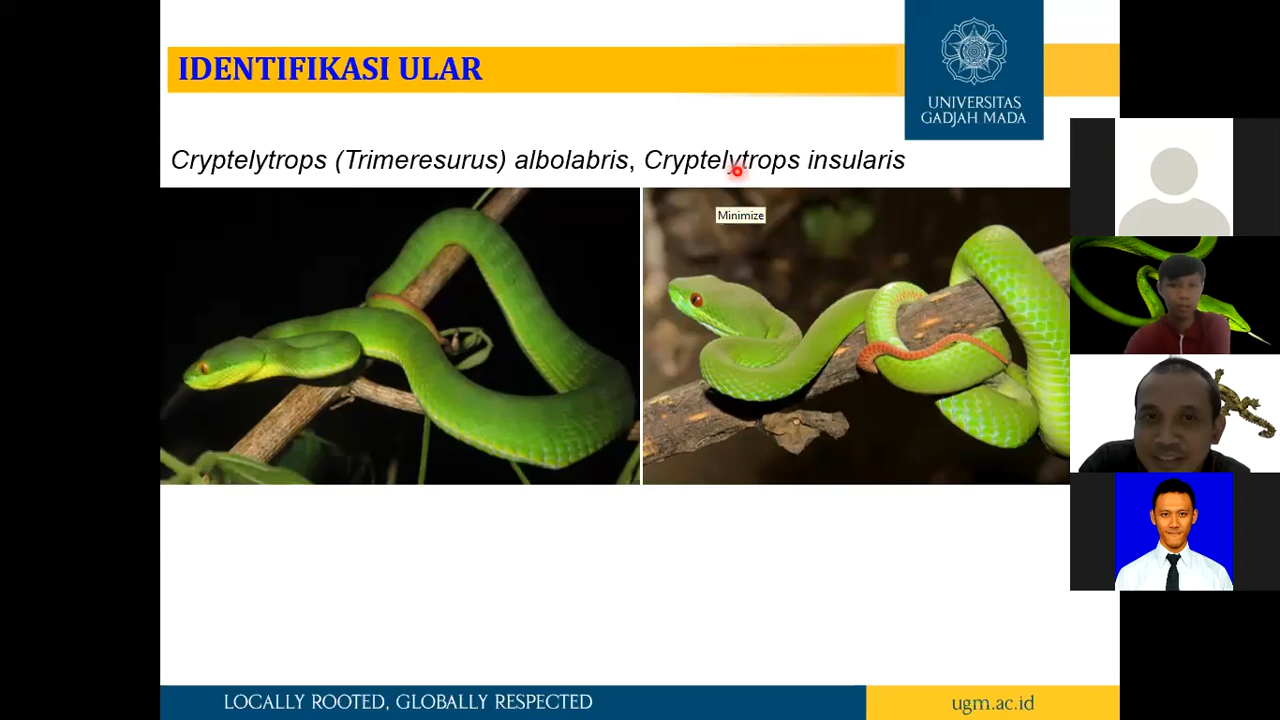 IDENTIFIKASI ULAR
UNIVERSITAS
GADJAH MADA
Cryptelytrops (Trimeresurus) albolabris, Cryptelytrops insularis
Minimize
LOCALLY ROOTED, GLOBALLY RESPECTED
ugm.ac.id